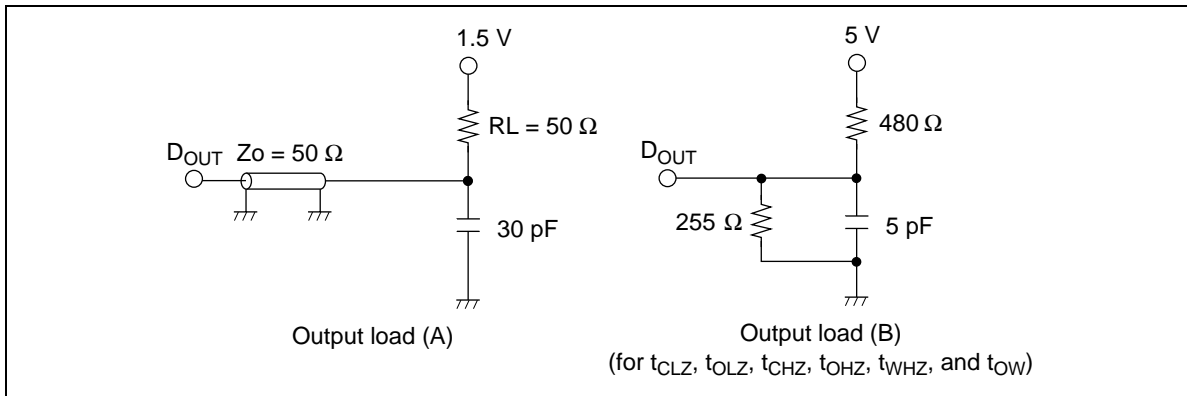 1.5 V
RL = 50 Ω
DOUT Zo = 50 Ω
30 pF
Output load (A)
5 V
480 Ω
DOUT
255 Ω
5 pF
Output load (B)
(for tCLZ, tOLZ, tCHZ, tOHZ, tWHZ, and tOW)